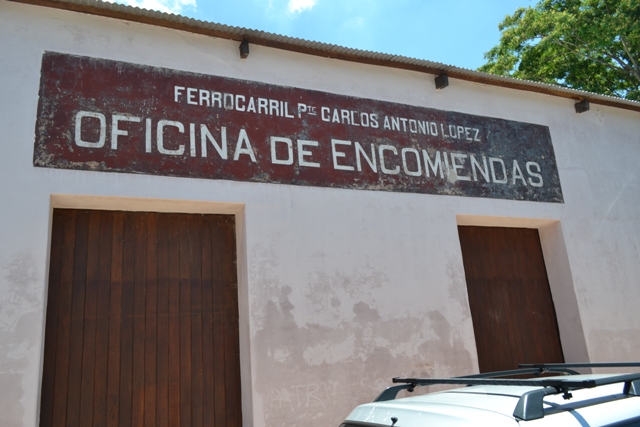 FERROCARRIL Pte CARLOS ANTONIO LOPEZ
OFICINA DE ENCOMIENDAS